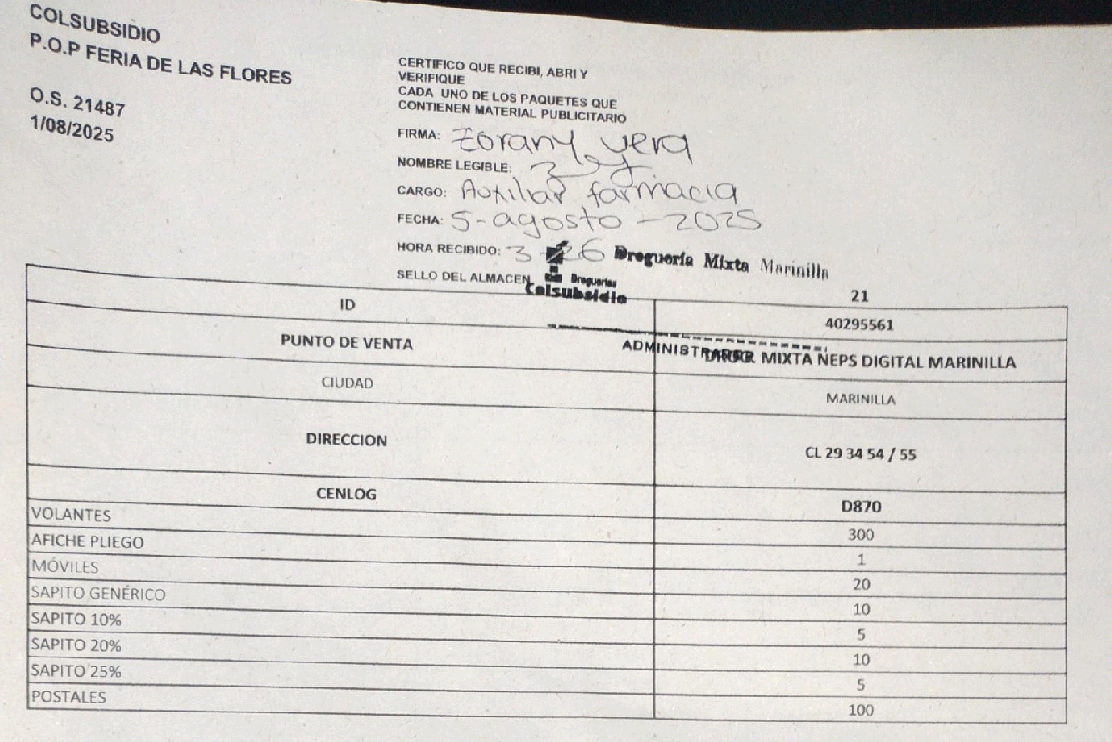 COLSUBSIDIO
P.O.P FERIA DE LAS FLORES
O.S. 21487
1/08/2025
CERTIFICO QUE RECIBI, ABRI Y
VERIFIQUE
CADA UNO DE LOS PAQUETES QUE
CONTIENEN MATERIAL PUBLICITARIO
FIRMA: Zorany vera
NOMBRE LEGIBLE:
CARGO: Auxiliar farmacia
FECHA: 5-agosto-2025
HORA RECIBIDO: 3 26
Droguería Mixta Marinilla
SELLO DEL ALMACEN
Droguerías
Colsubsidio
21
ID 40295561
ADMINISTRA
PUNTO DE VENTA MIXTA NEPS DIGITAL MARINILLA
CIUDAD MARINILLA
DIRECCION CL 29 34 54 / 55
CENLOG D870
VOLANTES 300
AFICHE PLIEGO 1
MÓVILES 20
SAPITO GENÉRICO 10
SAPITO 10% 5
SAPITO 20% 10
SAPITO 25% 5
POSTALES 100